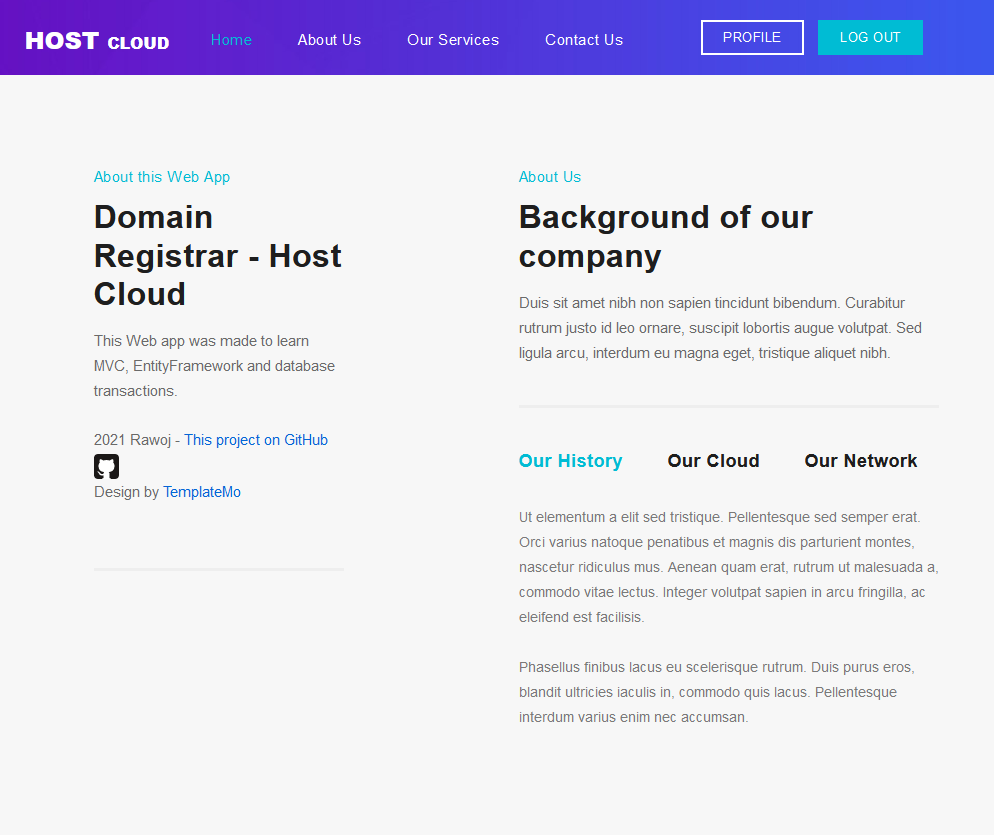 HOST CLOUD Home About Us Our Services Contact Us PROFILE LOG OUT
About this Web App
Domain
Registrar - Host
Cloud
This Web app was made to learn
MVC, EntityFramework and database
transactions.
2021 Rawoj - This project on GitHub
Design by TemplateMo
About Us
Background of our
company
Duis sit amet nibh non sapien tincidunt bibendum. Curabitur
rutrum justo id leo ornare, suscipit lobortis augue volutpat. Sed
ligula arcu, interdum eu magna eget, tristique aliquet nibh.
Our History Our Cloud Our Network
Ut elementum a elit sed tristique. Pellentesque sed semper erat.
Orci varius natoque penatibus et magnis dis parturient montes,
nascetur ridiculus mus. Aenean quam erat, rutrum ut malesuada a,
commodo vitae lectus. Integer volutpat sapien in arcu fringilla, ac
eleifend est facilisis.
Phasellus finibus lacus eu scelerisque rutrum. Duis purus eros,
blandit ultricies iaculis in, commodo quis lacus. Pellentesque
interdum varius enim nec accumsan.